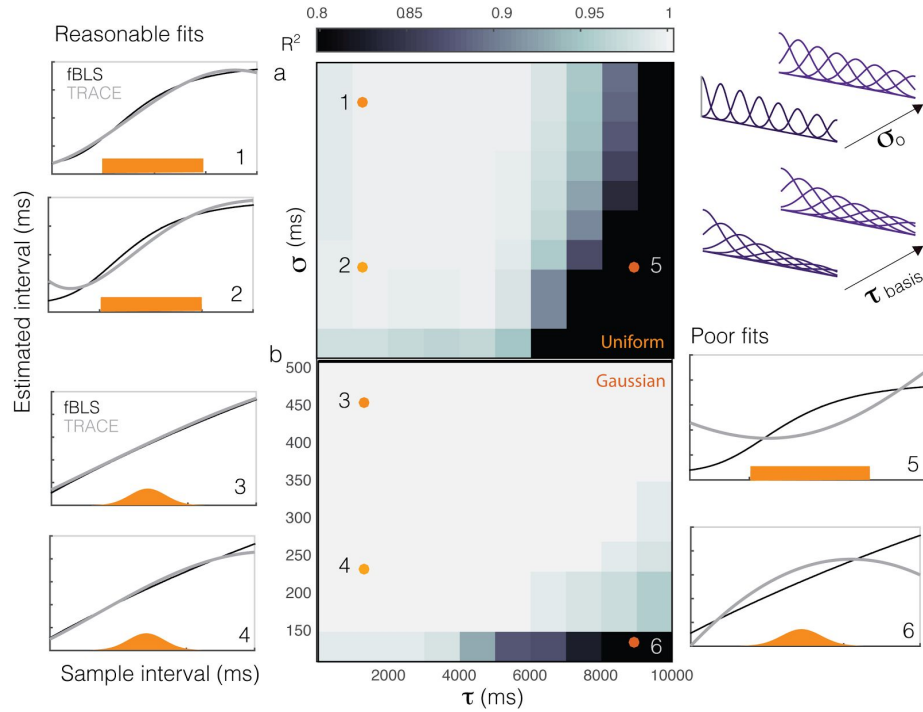 Reasonable fits
fBLS
TRACE
1
2
Estimated interval (ms)
fBLS
TRACE
3
4
Sample interval (ms)
R²
0.8 0.85 0.9 0.95 1
a
1
2
5
σ (ms)
Uniform
b
Gaussian
3
4
6
500
450
400
350
300
250
200
150
2000 4000 6000 8000 10000
τ (ms)
σo
τ basis
Poor fits
5
6